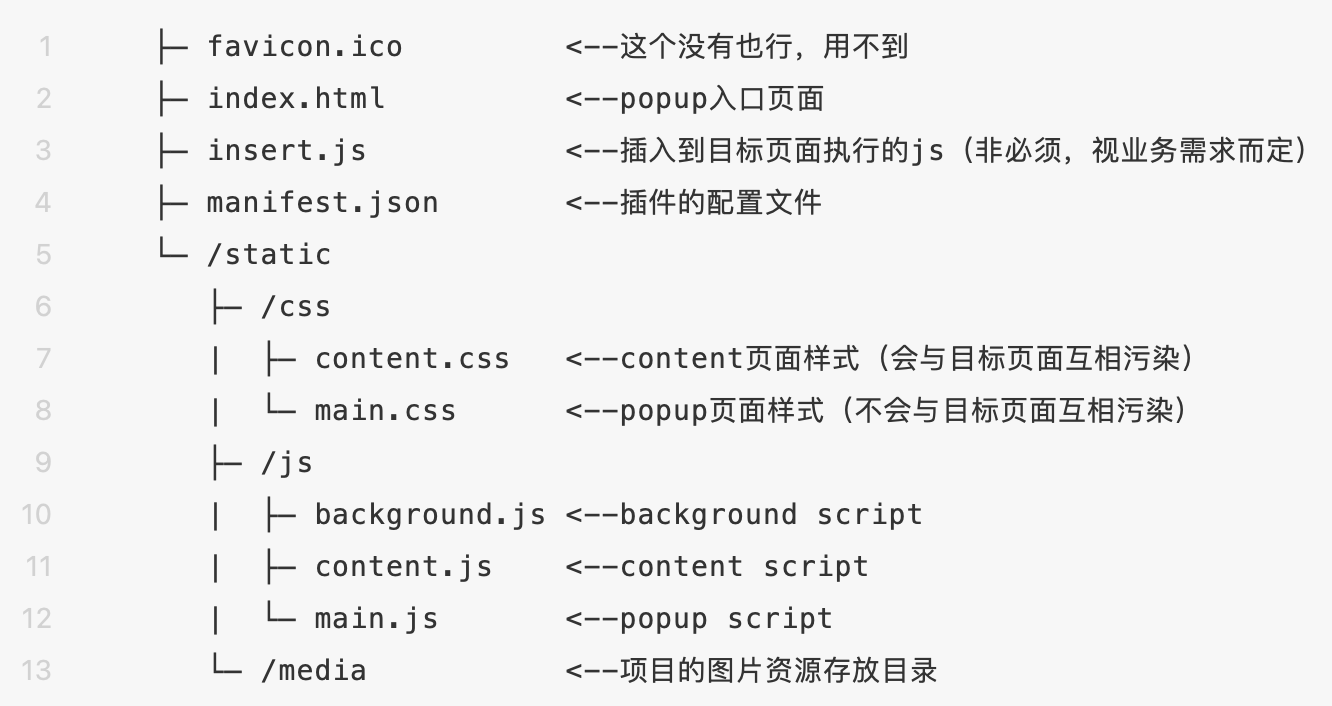 1 ├─ favicon.ico <--这个没有也行，用不到
2 ├─ index.html <--popup入口页面
3 ├─ insert.js <--插入到目标页面执行的js（非必须，视业务需求而定）
4 ├─ manifest.json <--插件的配置文件
5 └─ /static
6 ├─ /css
7 | ├─ content.css <--content页面样式（会与目标页面互相污染）
8 | └─ main.css <--popup页面样式（不会与目标页面互相污染）
9 ├─ /js
10 | ├─ background.js <--background script
11 | ├─ content.js <--content script
12 | └─ main.js <--popup script
13 └─ /media <--项目的图片资源存放目录